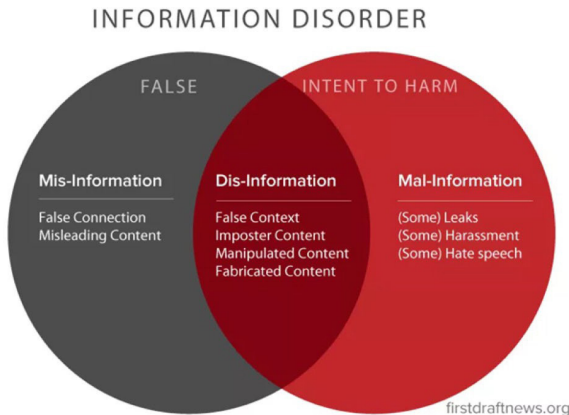 INFORMATION DISORDER
FALSE
INTENT TO HARM
Mis-Information
False Connection
Misleading Content
Dis-Information
False Context
Imposter Content
Manipulated Content
Fabricated Content
Mal-Information
(Some) Leaks
(Some) Harassment
(Some) Hate speech
firstdraftnews.org